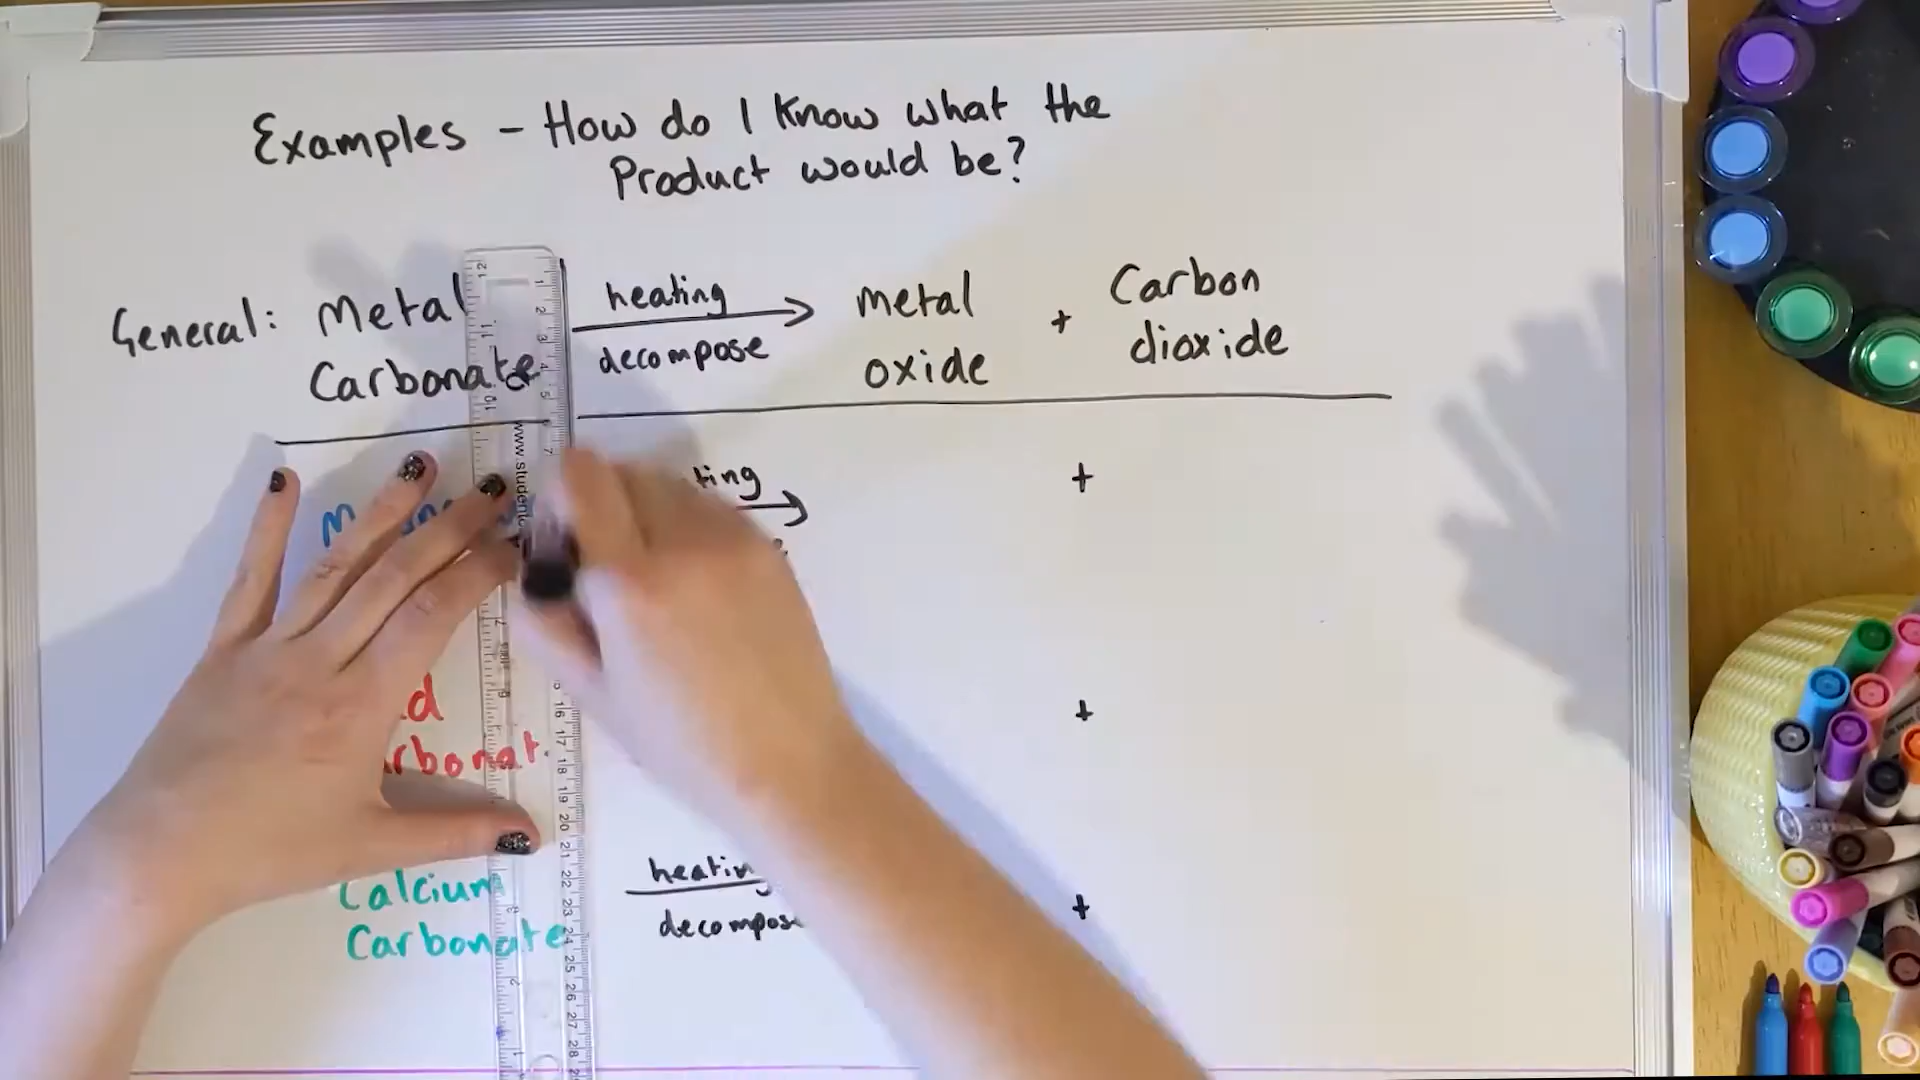 Examples - How do I know what the
Product would be?
General: Metal heating metal + Carbon
Carbonate decompose oxide dioxide
+
+
Calcium heating
Carbonate decompose +